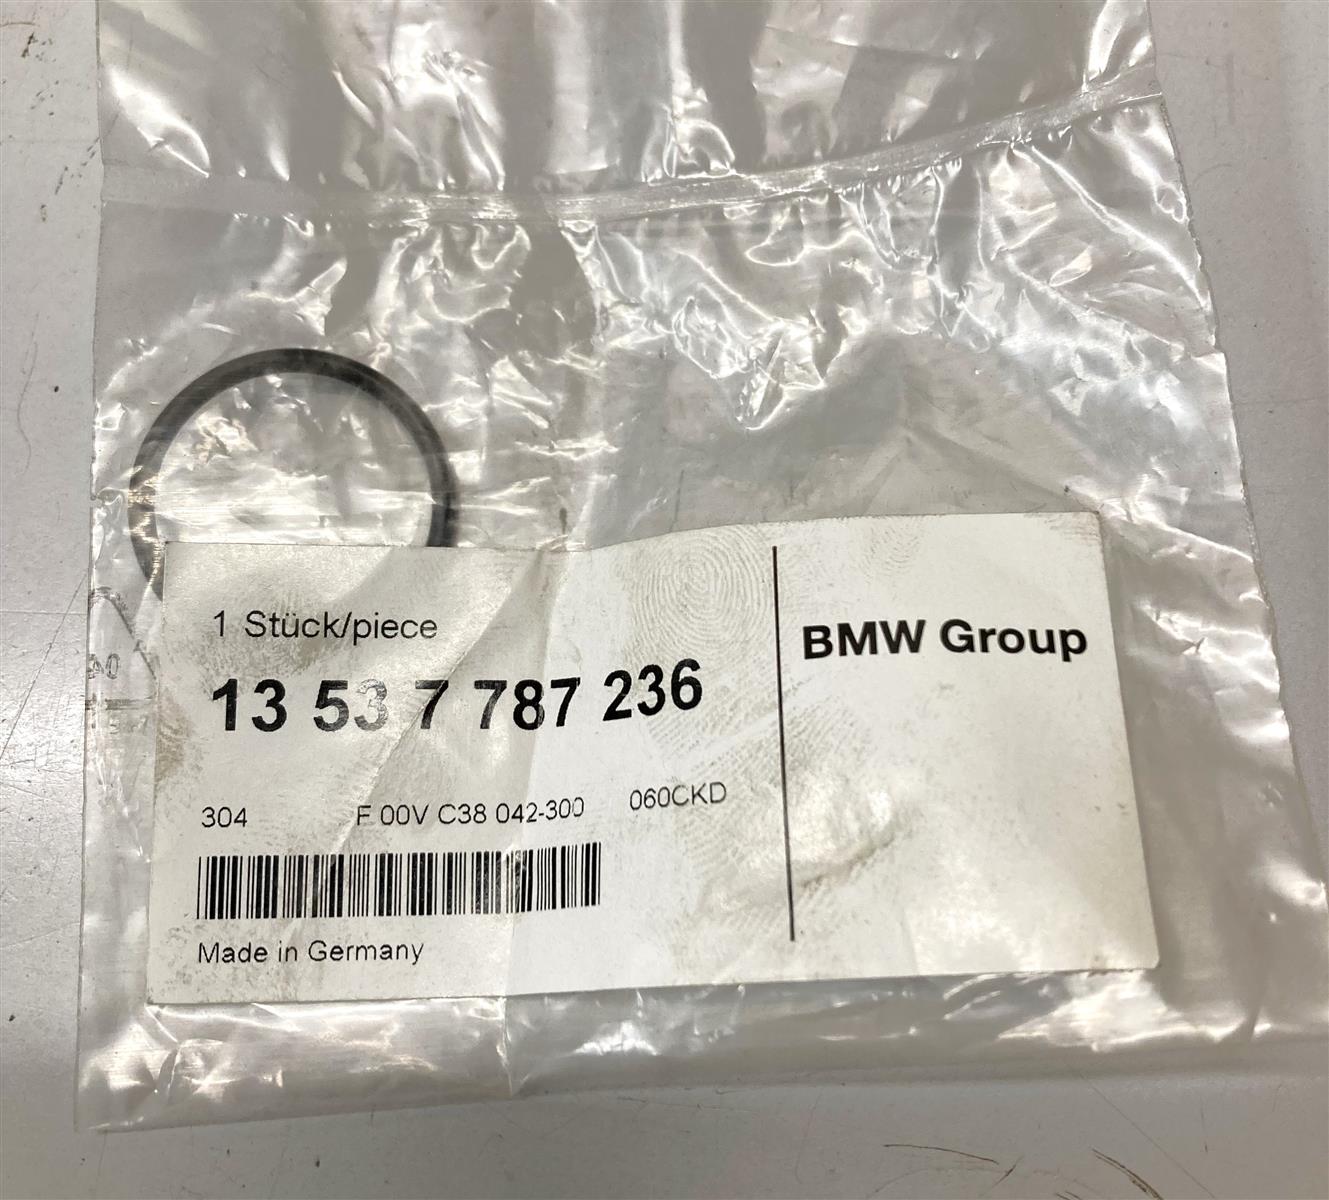 1 Stück/piece
13 53 7 787 236
BMW Group
304 F 00V C38 042-300 060CKD
Made in Germany